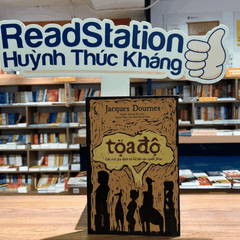 ReadStation
Huỳnh Thúc Kháng
Jacques Dournes
tọa độ